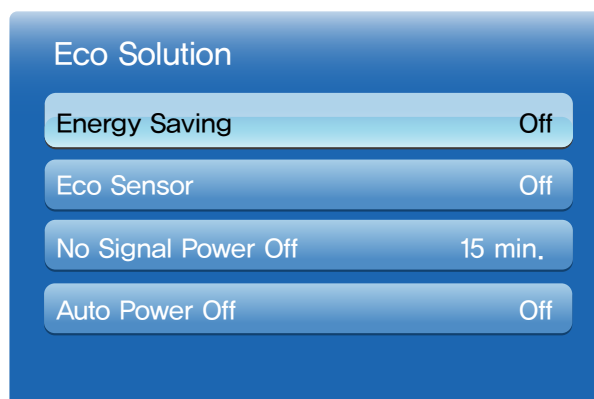 Eco Solution
Energy Saving Off
Eco Sensor Off
No Signal Power Off 15 min.
Auto Power Off Off